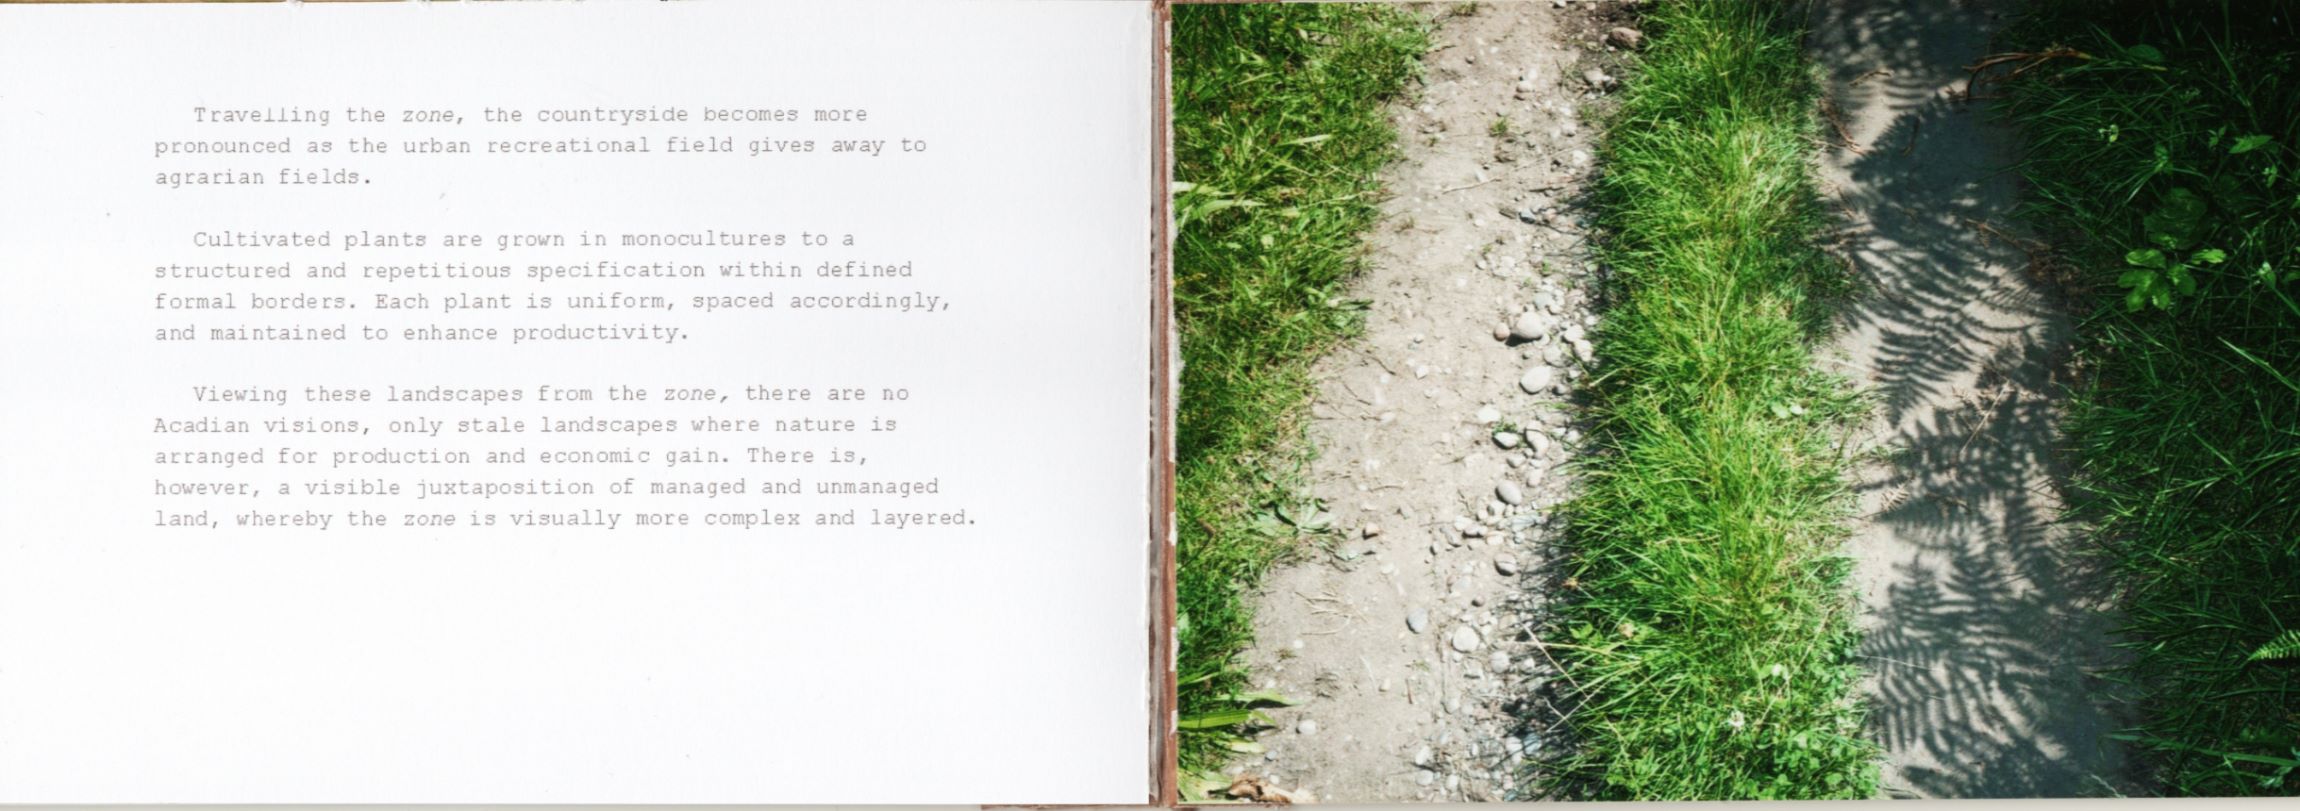 Travelling the zone, the countryside becomes more
pronounced as the urban recreational field gives away to
agrarian fields.
Cultivated plants are grown in monocultures to a
structured and repetitious specification within defined
formal borders. Each plant is uniform, spaced accordingly,
and maintained to enhance productivity.
Viewing these landscapes from the zone, there are no
Acadian visions, only stale landscapes where nature is
arranged for production and economic gain. There is,
however, a visible juxtaposition of managed and unmanaged
land, whereby the zone is visually more complex and layered.